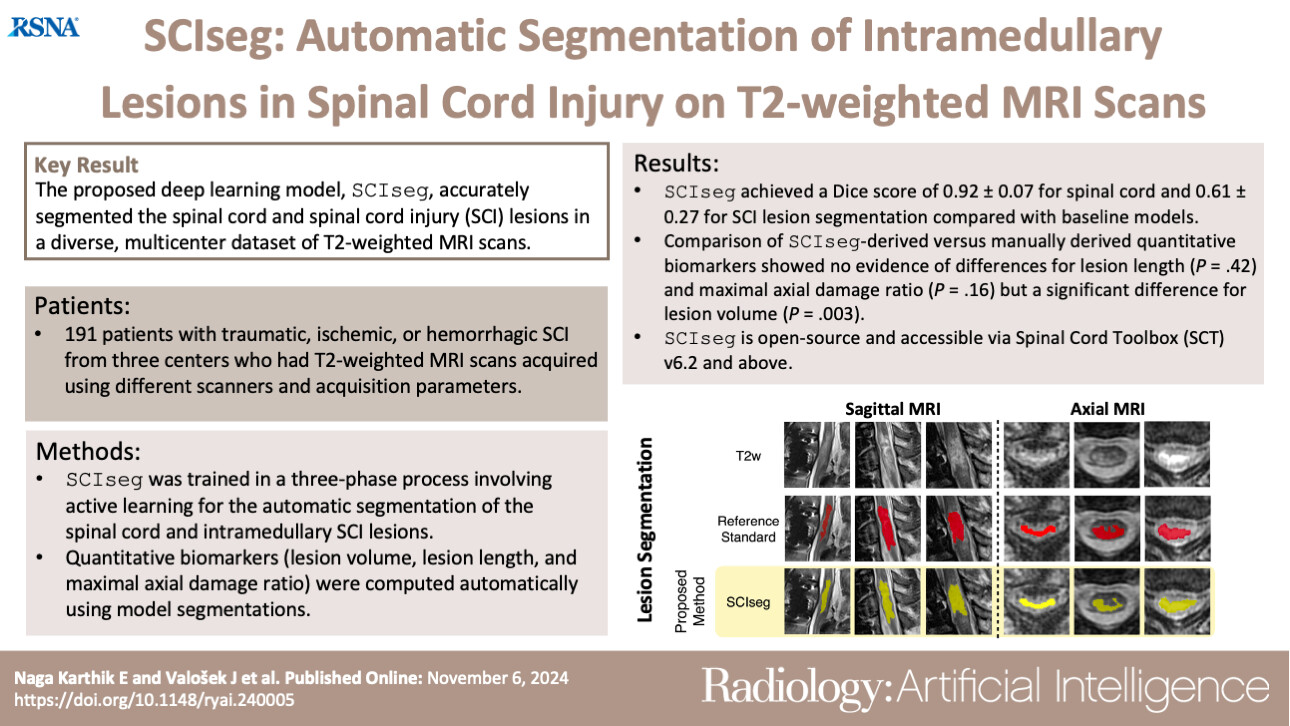 RSNA
SCIseg: Automatic Segmentation of Intramedullary
Lesions in Spinal Cord Injury on T2-weighted MRI Scans
Key Result
The proposed deep learning model, SCIseg, accurately
segmented the spinal cord and spinal cord injury (SCI) lesions in
a diverse, multicenter dataset of T2-weighted MRI scans.
Patients:
• 191 patients with traumatic, ischemic, or hemorrhagic SCI
from three centers who had T2-weighted MRI scans acquired
using different scanners and acquisition parameters.
Methods:
• SCIseg was trained in a three-phase process involving
active learning for the automatic segmentation of the
spinal cord and intramedullary SCI lesions.
• Quantitative biomarkers (lesion volume, lesion length, and
maximal axial damage ratio) were computed automatically
using model segmentations.
Results:
• SCIseg achieved a Dice score of 0.92 ± 0.07 for spinal cord and 0.61 ±
0.27 for SCI lesion segmentation compared with baseline models.
• Comparison of SCIseg-derived versus manually derived quantitative
biomarkers showed no evidence of differences for lesion length (P = .42)
and maximal axial damage ratio (P = .16) but a significant difference for
lesion volume (P = .003).
• SCIseg is open-source and accessible via Spinal Cord Toolbox (SCT)
v6.2 and above.
Sagittal MRI
Axial MRI
Lesion Segmentation
T2w
Reference
Standard
Proposed
Method
SCIseg
Naga Karthik E and Valošek J et al. Published Online: November 6, 2024
https://doi.org/10.1148/ryai.240005
Radiology: Artificial Intelligence